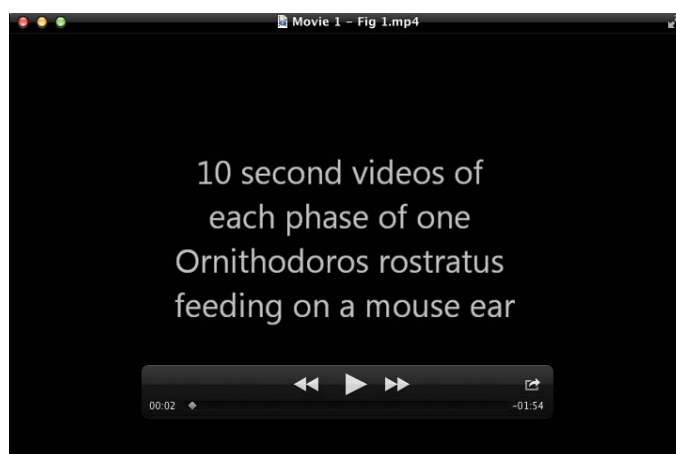 Movie 1 – Fig 1.mp4
10 second videos of
each phase of one
Ornithodoros rostratus
feeding on a mouse ear
00:02 -01:54